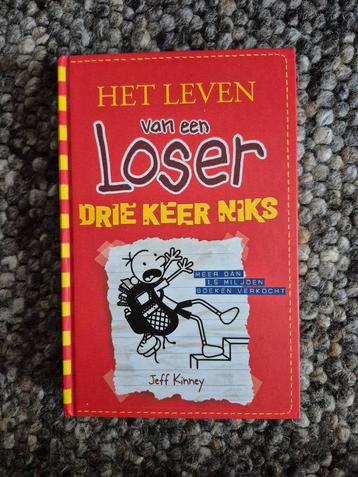 HET LEVEN
van een
Loser
DRIE KEER NIKS
MEER DAN
1,5 MILJOEN
BOEKEN VERKOCHT
Jeff Kinney